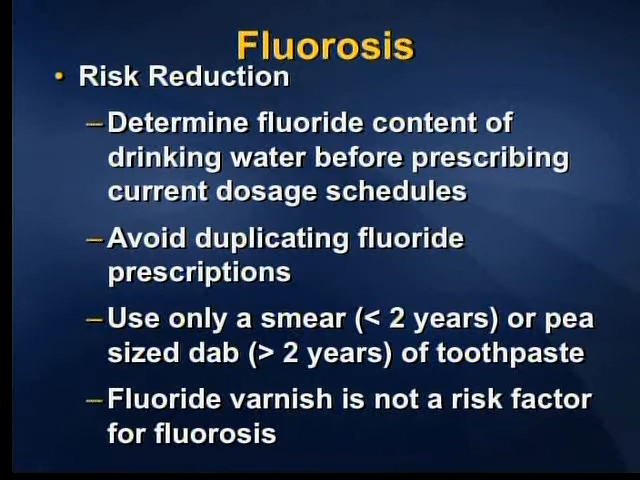 Fluorosis
• Risk Reduction
–Determine fluoride content of
drinking water before prescribing
current dosage schedules
–Avoid duplicating fluoride
prescriptions
–Use only a smear (< 2 years) or pea
sized dab (> 2 years) of toothpaste
–Fluoride varnish is not a risk factor
for fluorosis